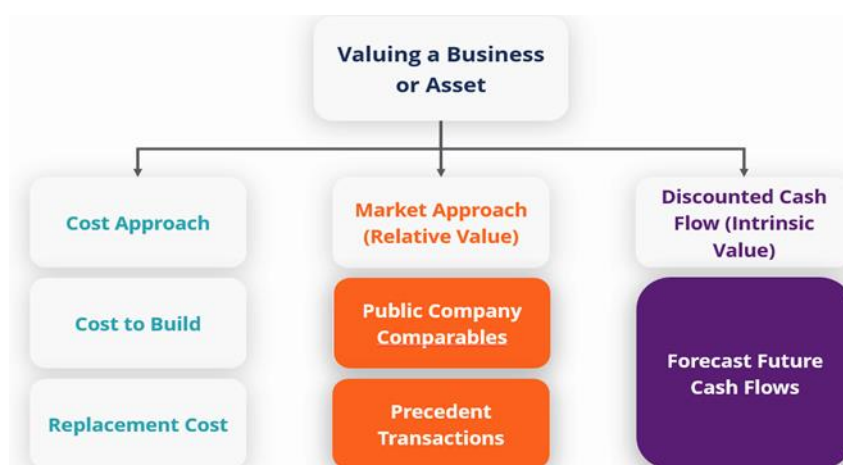 Valuing a Business
or Asset
Cost Approach
Market Approach
(Relative Value)
Discounted Cash
Flow (Intrinsic
Value)
Cost to Build
Public Company
Comparables
Forecast Future
Cash Flows
Replacement Cost
Precedent
Transactions